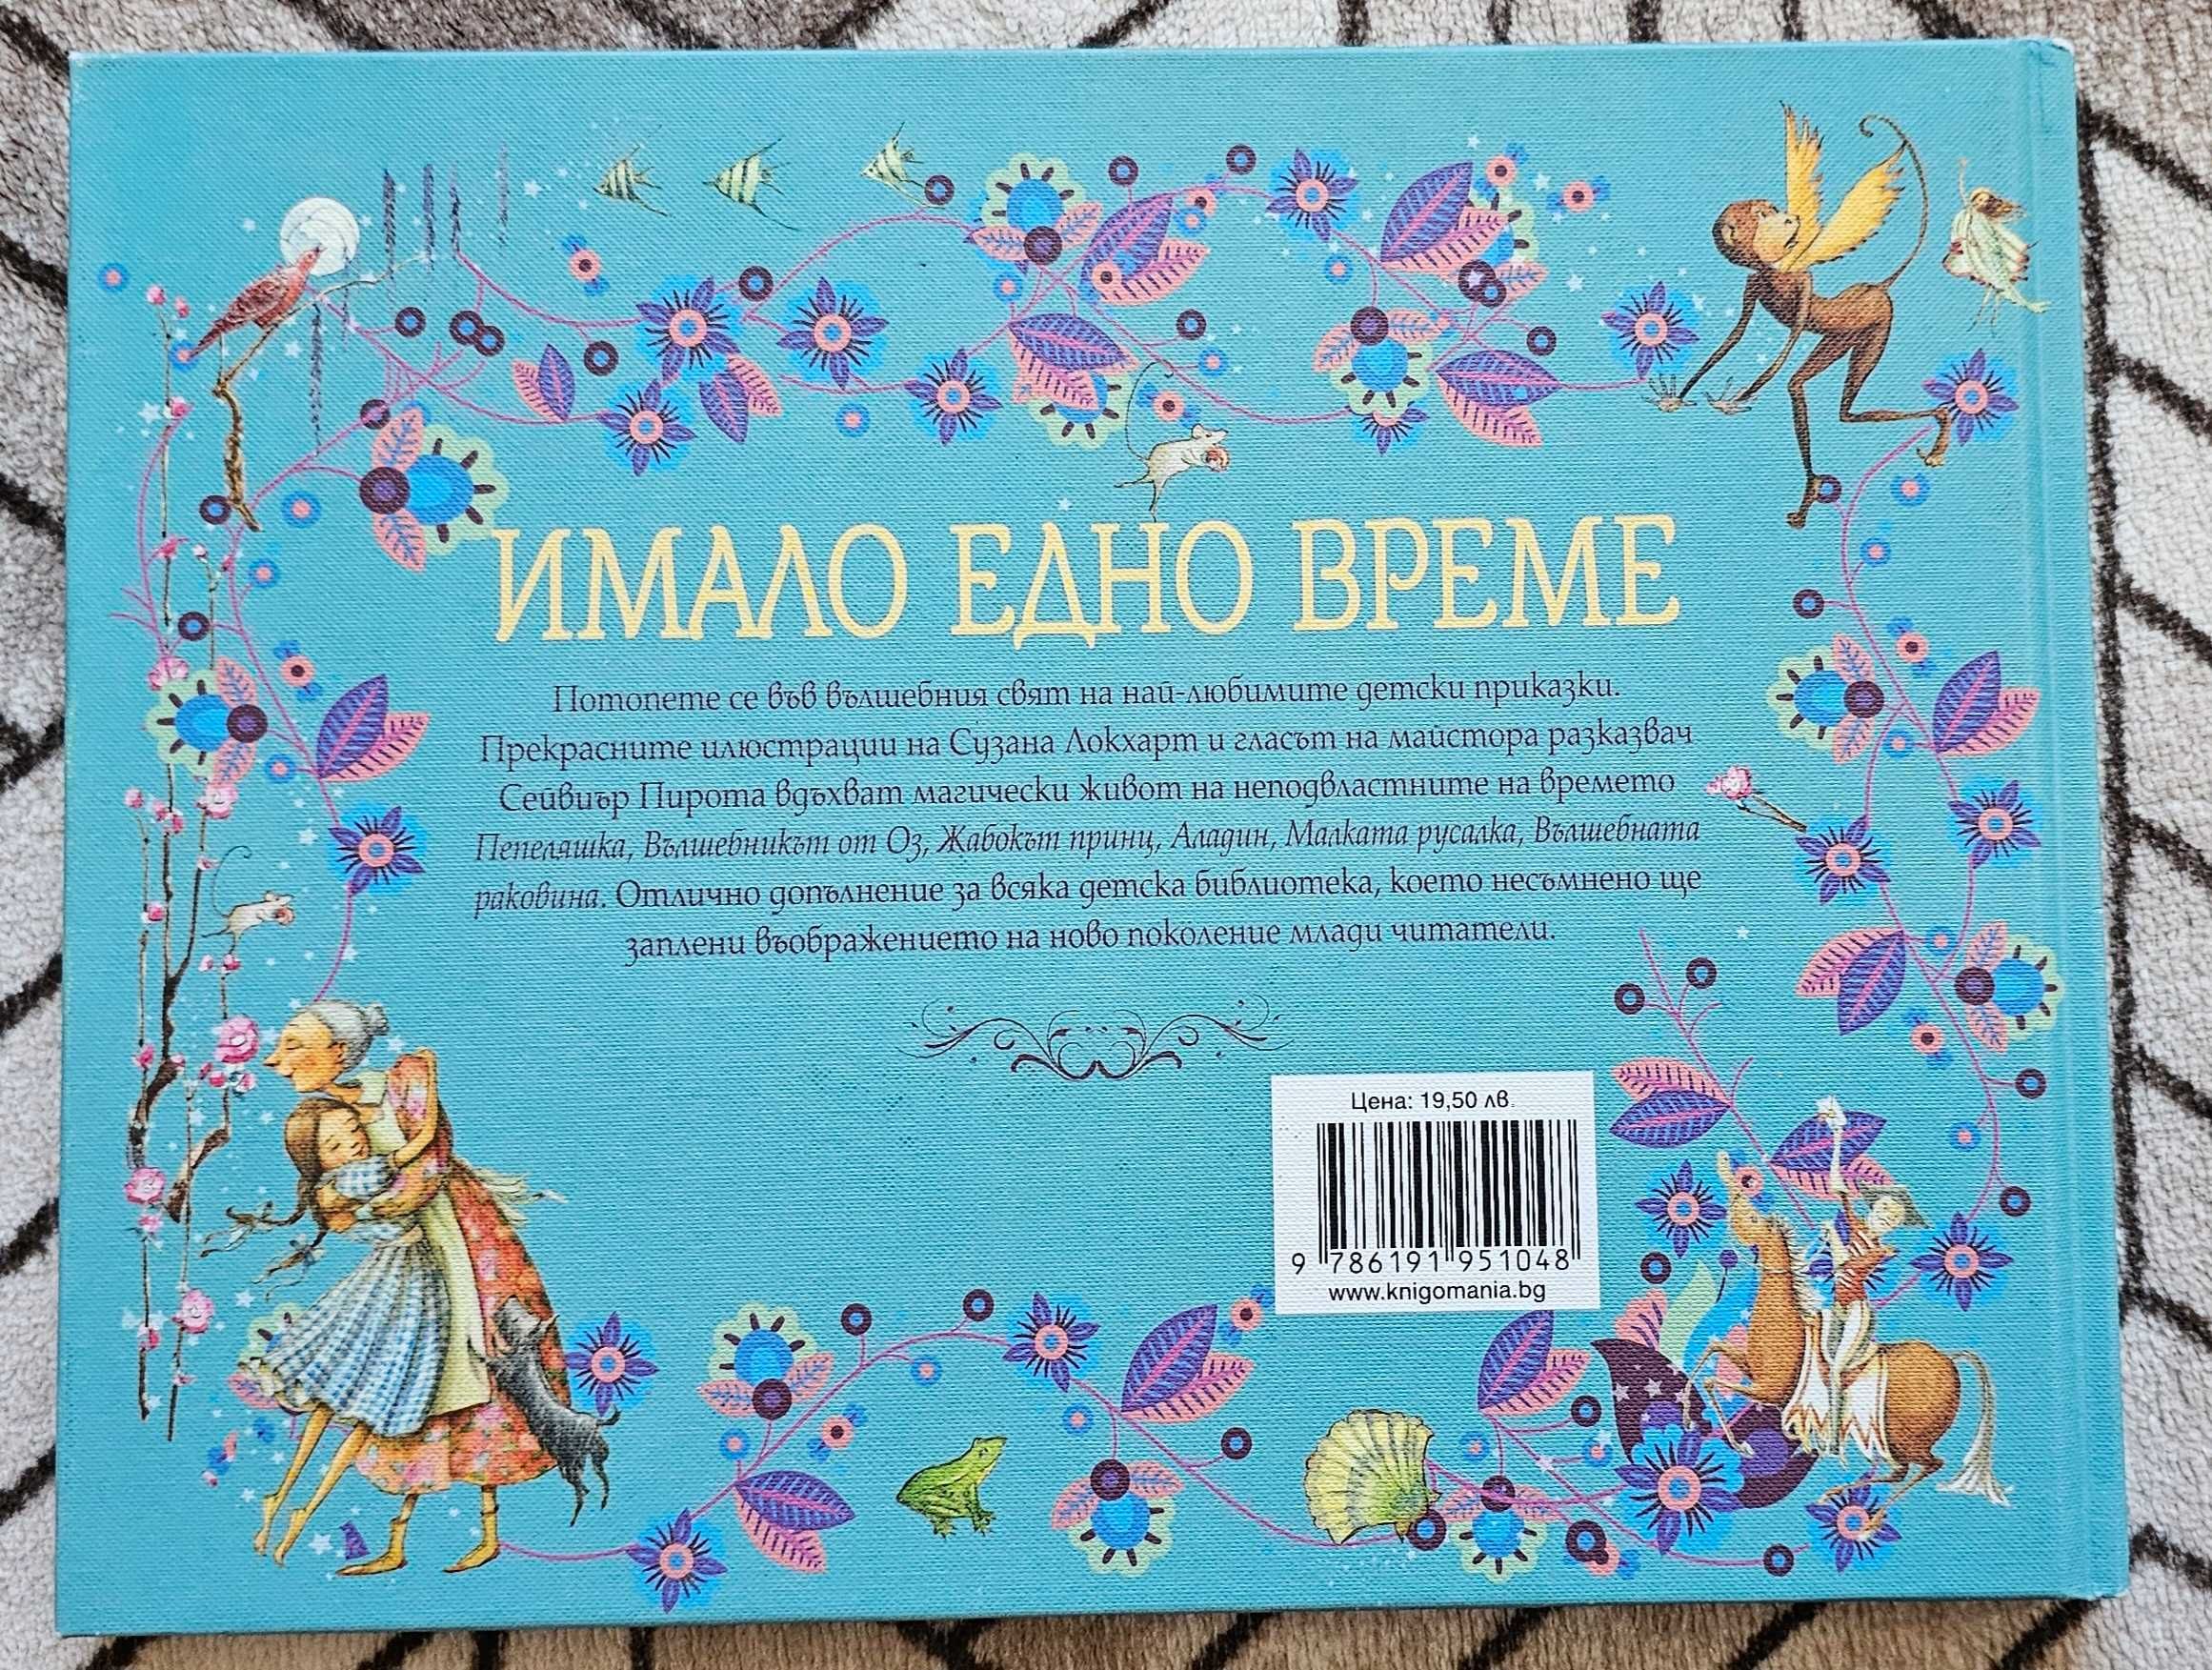 ИМАЛО ЕДНО ВРЕМЕ
Потопете се във вълшебния свят на най-любимите детски приказки.
Прекрасните илюстрации на Сузана Локхарт и гласът на майстора разказвач
Сейвиър Пирота вдъхват магически живот на неподвластните на времето
Пепеляшка, Вълшебникът от Оз, Жабокът принц, Аладин, Малката русалка, Вълшебната
раковина. Отлично допълнение за всяка детска библиотека, което несъмнено ще
заплени въображението на ново поколение млади читатели.
Цена: 19,50 лв.
9 786191 951048
www.knigomania.bg